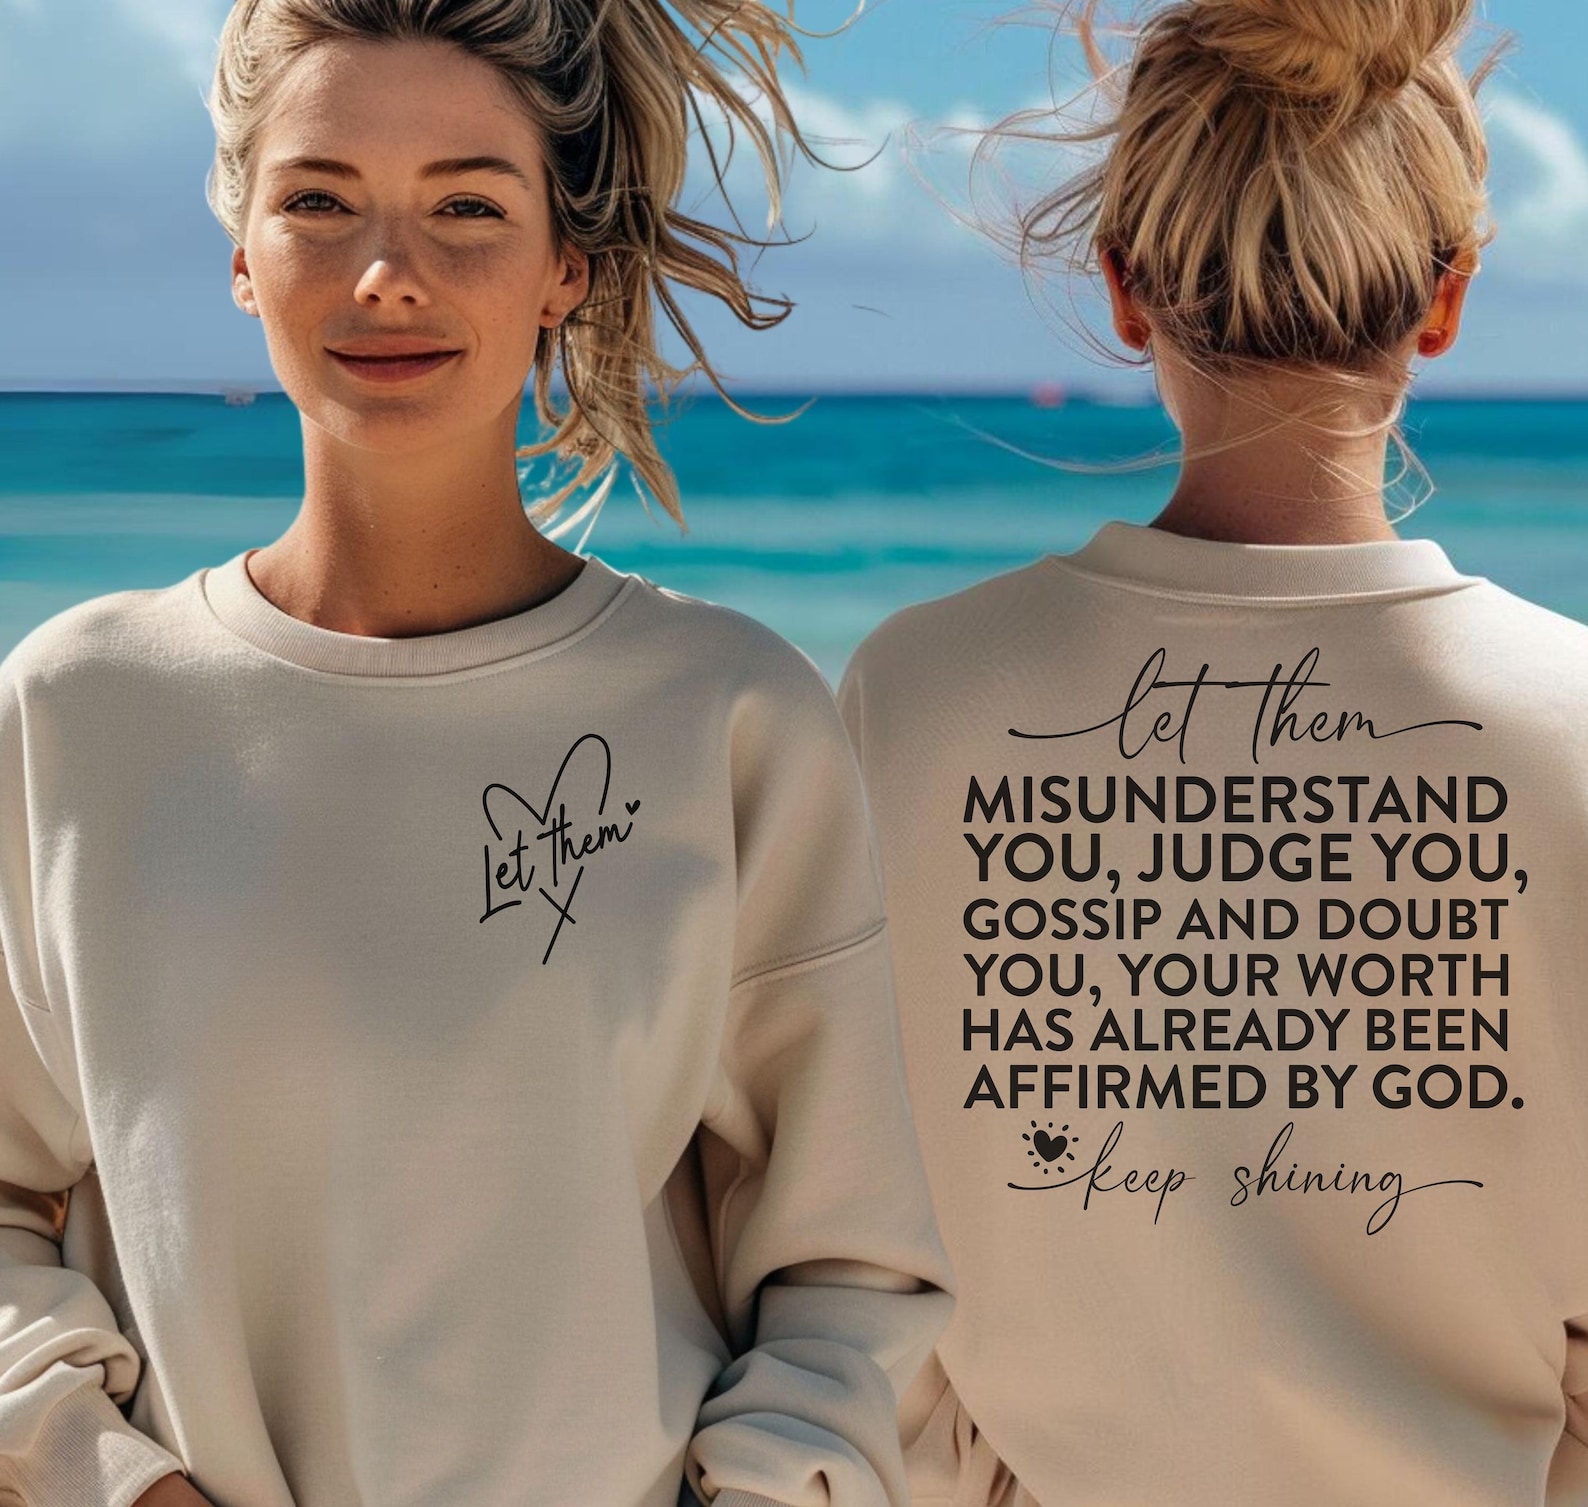 Let Them
let them
MISUNDERSTAND
YOU, JUDGE YOU,
GOSSIP AND DOUBT
YOU, YOUR WORTH
HAS ALREADY BEEN
AFFIRMED BY GOD.
keep shining